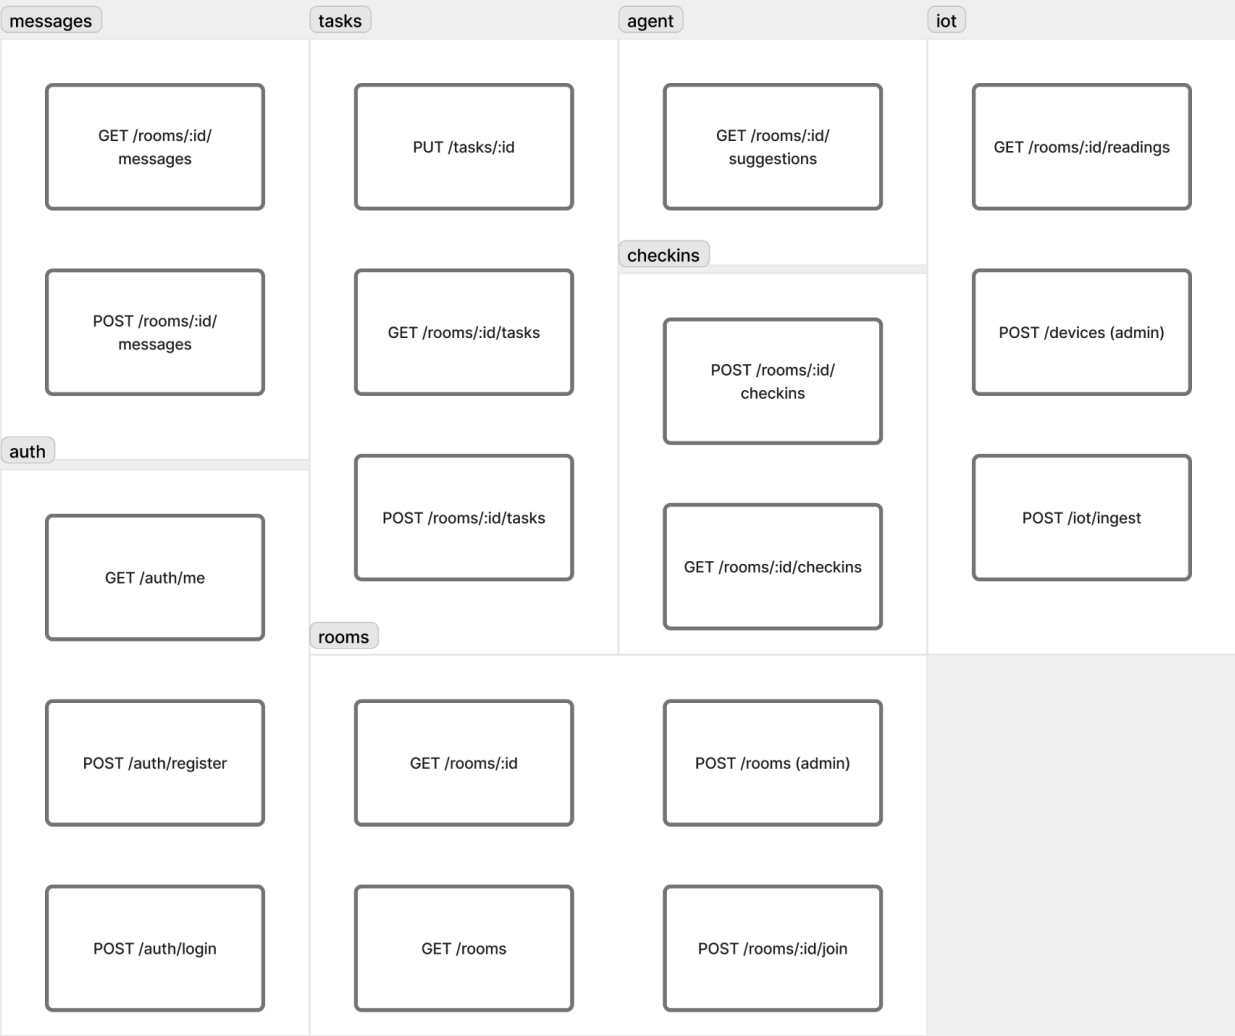 messages
GET /rooms/:id/
messages
POST /rooms/:id/
messages
auth
GET /auth/me
POST /auth/register
POST /auth/login
tasks
PUT /tasks/:id
GET /rooms/:id/tasks
POST /rooms/:id/tasks
agent
GET /rooms/:id/
suggestions
checkins
POST /rooms/:id/
checkins
GET /rooms/:id/checkins
rooms
GET /rooms/:id
POST /rooms (admin)
GET /rooms
POST /rooms/:id/join
iot
GET /rooms/:id/readings
POST /devices (admin)
POST /iot/ingest